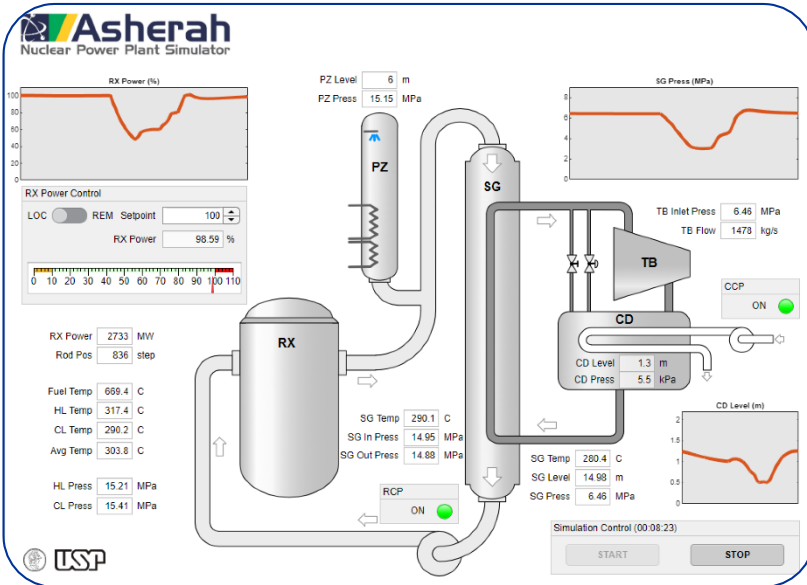 Asherah
Nuclear Power Plant Simulator
RX Power (%)
100
80
60
40
20
0
RX Power Control
LOC REM Setpoint 100
RX Power 98.59 %
0 10 20 30 40 50 60 70 80 90 100 110
RX Power 2733 MW
Rod Pos 836 step
Fuel Temp 669.4 C
HL Temp 317.4 C
CL Temp 290.2 C
Avg Temp 303.8 C
HL Press 15.21 MPa
CL Press 15.41 MPa
USP
PZ Level 6 m
PZ Press 15.15 MPa
PZ
RX
SG
SG Temp 290.1 C
SG In Press 14.95 MPa
SG Out Press 14.88 MPa
RCP
ON
SG Press (MPa)
8
6
4
2
0
TB Inlet Press 6.46 MPa
TB Flow 1478 kg/s
TB
CCP
ON
CD
CD Level 1.3 m
CD Press 5.5 kPa
SG Temp 280.4 C
SG Level 14.98 m
SG Press 6.46 MPa
CD Level (m)
2
1.5
1
0.5
0
Simulation Control (00:08:23)
START STOP